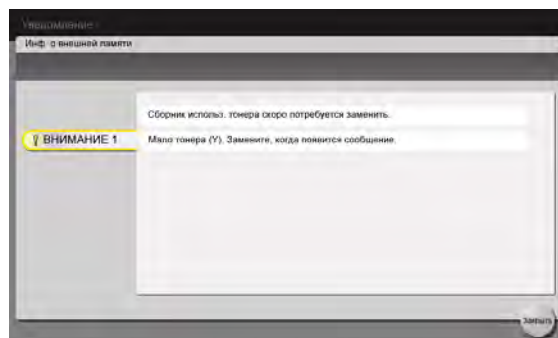 Уведомление
Инф. о внешней памяти
Сборник использ. тонера скоро потребуется заменить.
ВНИМАНИЕ 1
Мало тонера (Y). Замените, когда появится сообщение.
Закрыть